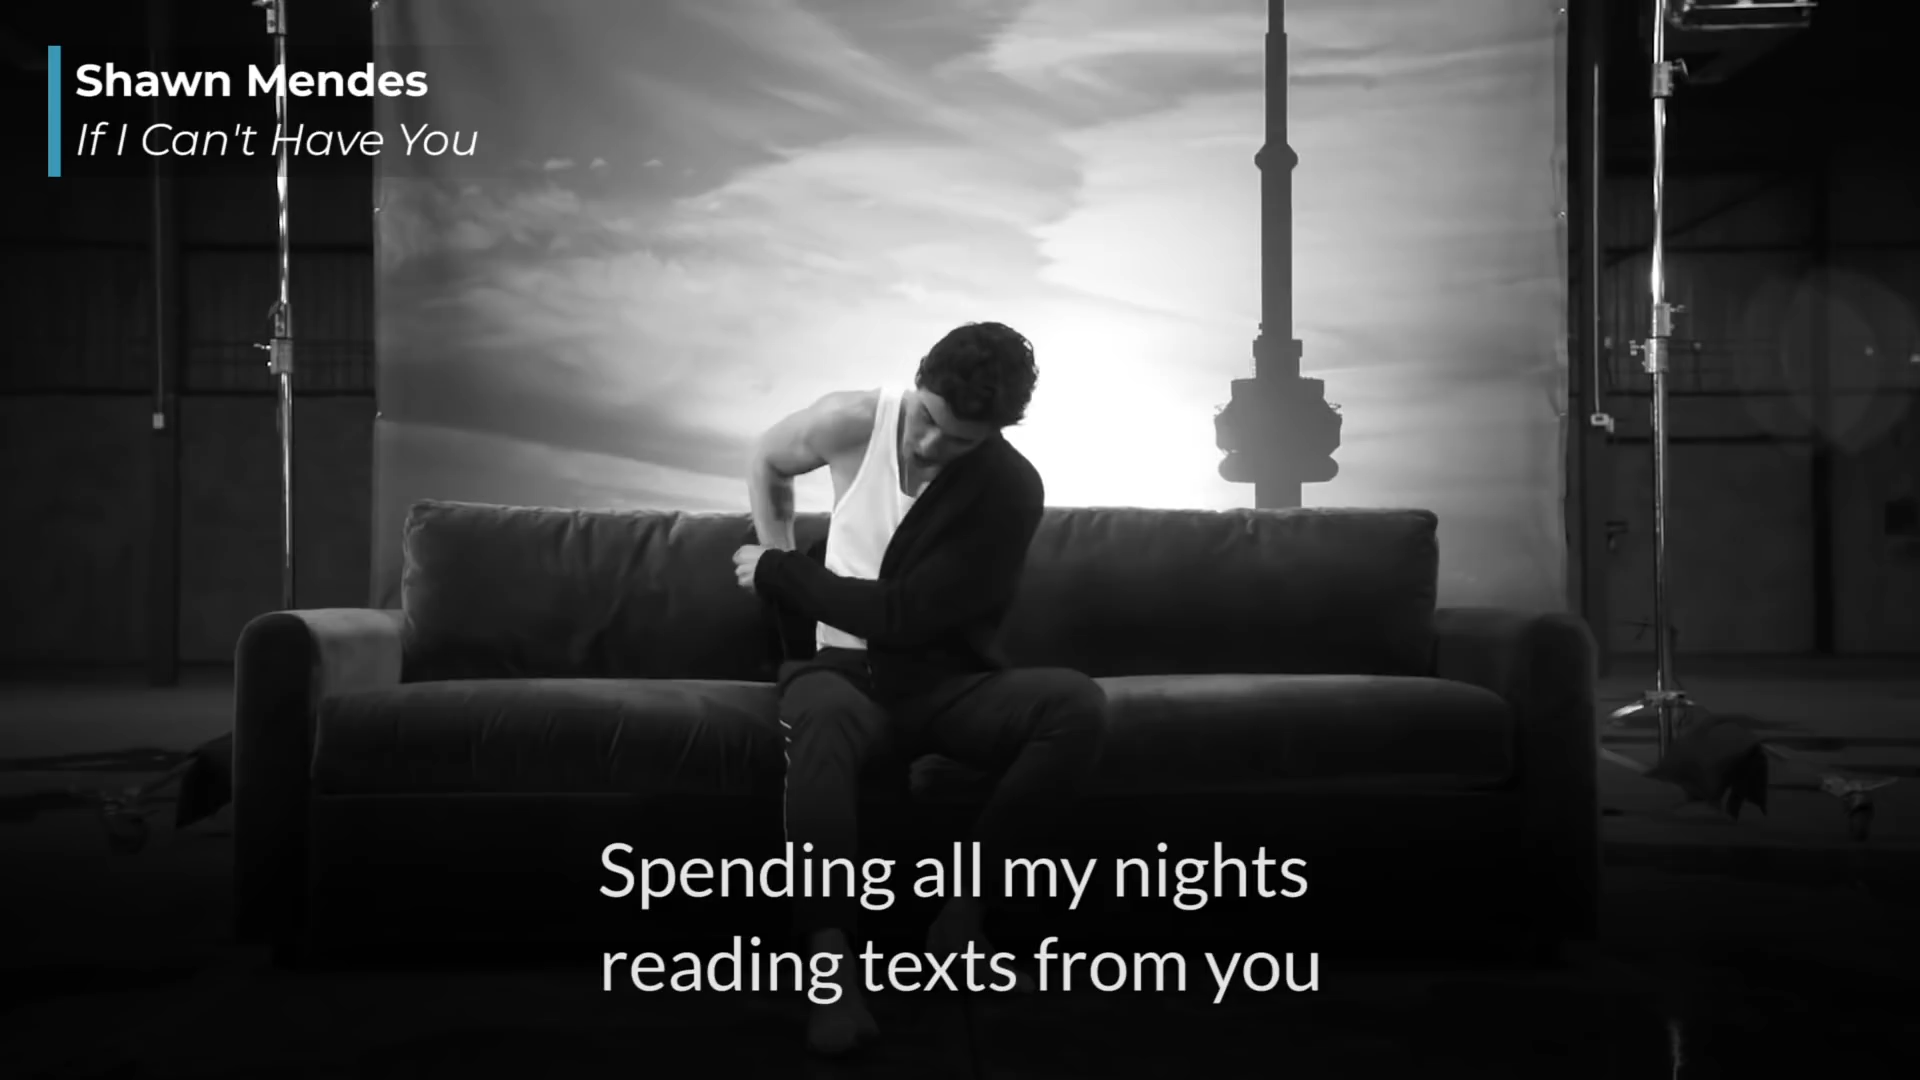 Shawn Mendes
If I Can't Have You
Spending all my nights
reading texts from you